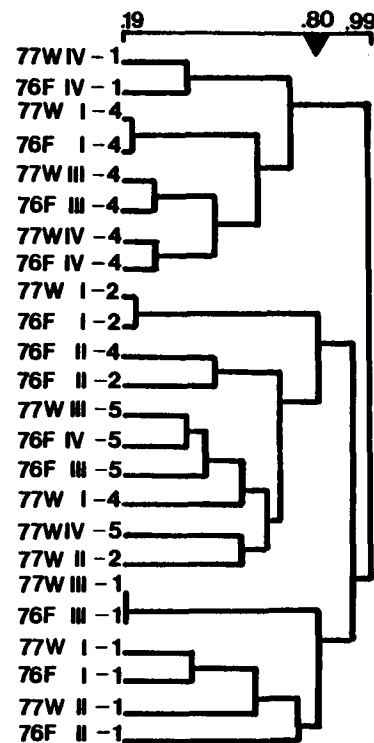 .19 .80 .99
77W IV - 1
76F IV - 1
77W I - 4
76F I - 4
77W III - 4
76F III - 4
77W IV - 4
76F IV - 4
77W I - 2
76F I - 2
76F II - 4
76F II - 2
77W III - 5
76F IV - 5
76F III - 5
77W I - 4
77W IV - 5
77W II - 2
77W III - 1
76F III - 1
77W I - 1
76F I - 1
77W II - 1
76F II - 1